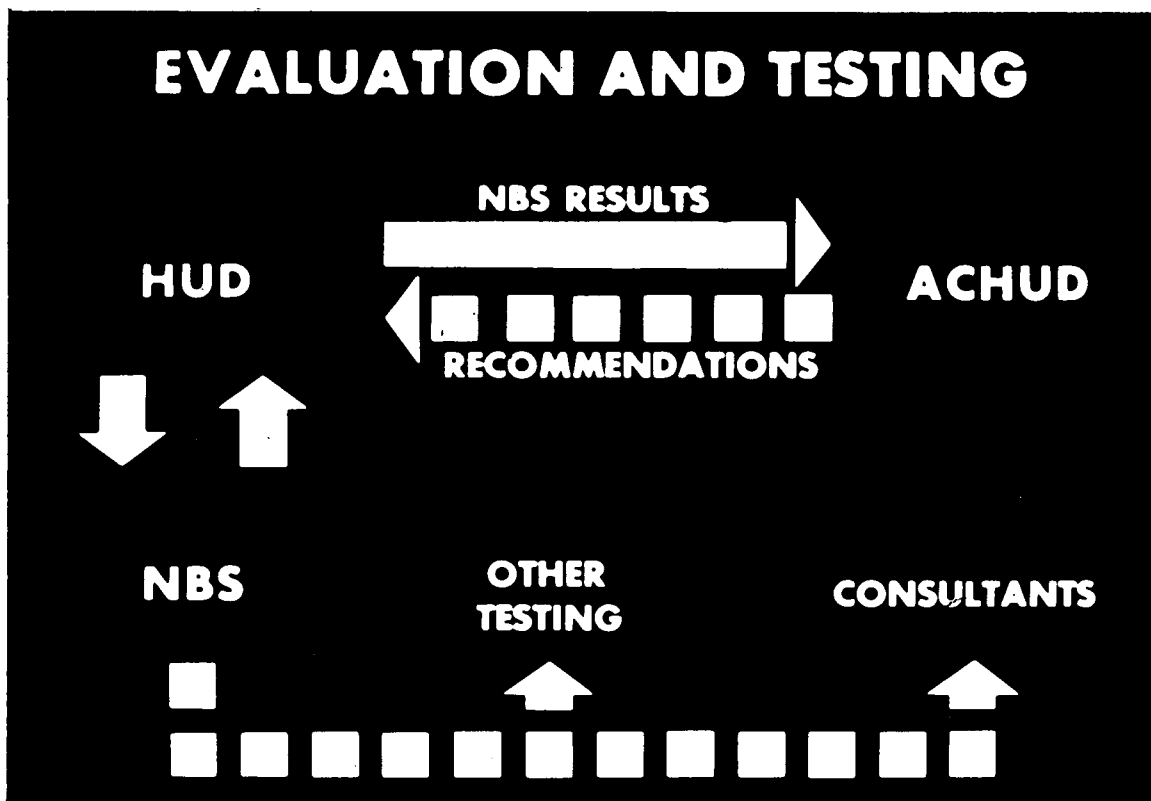 EVALUATION AND TESTING
NBS RESULTS
HUD
ACHUD
RECOMMENDATIONS
NBS
OTHER
TESTING
CONSULTANTS